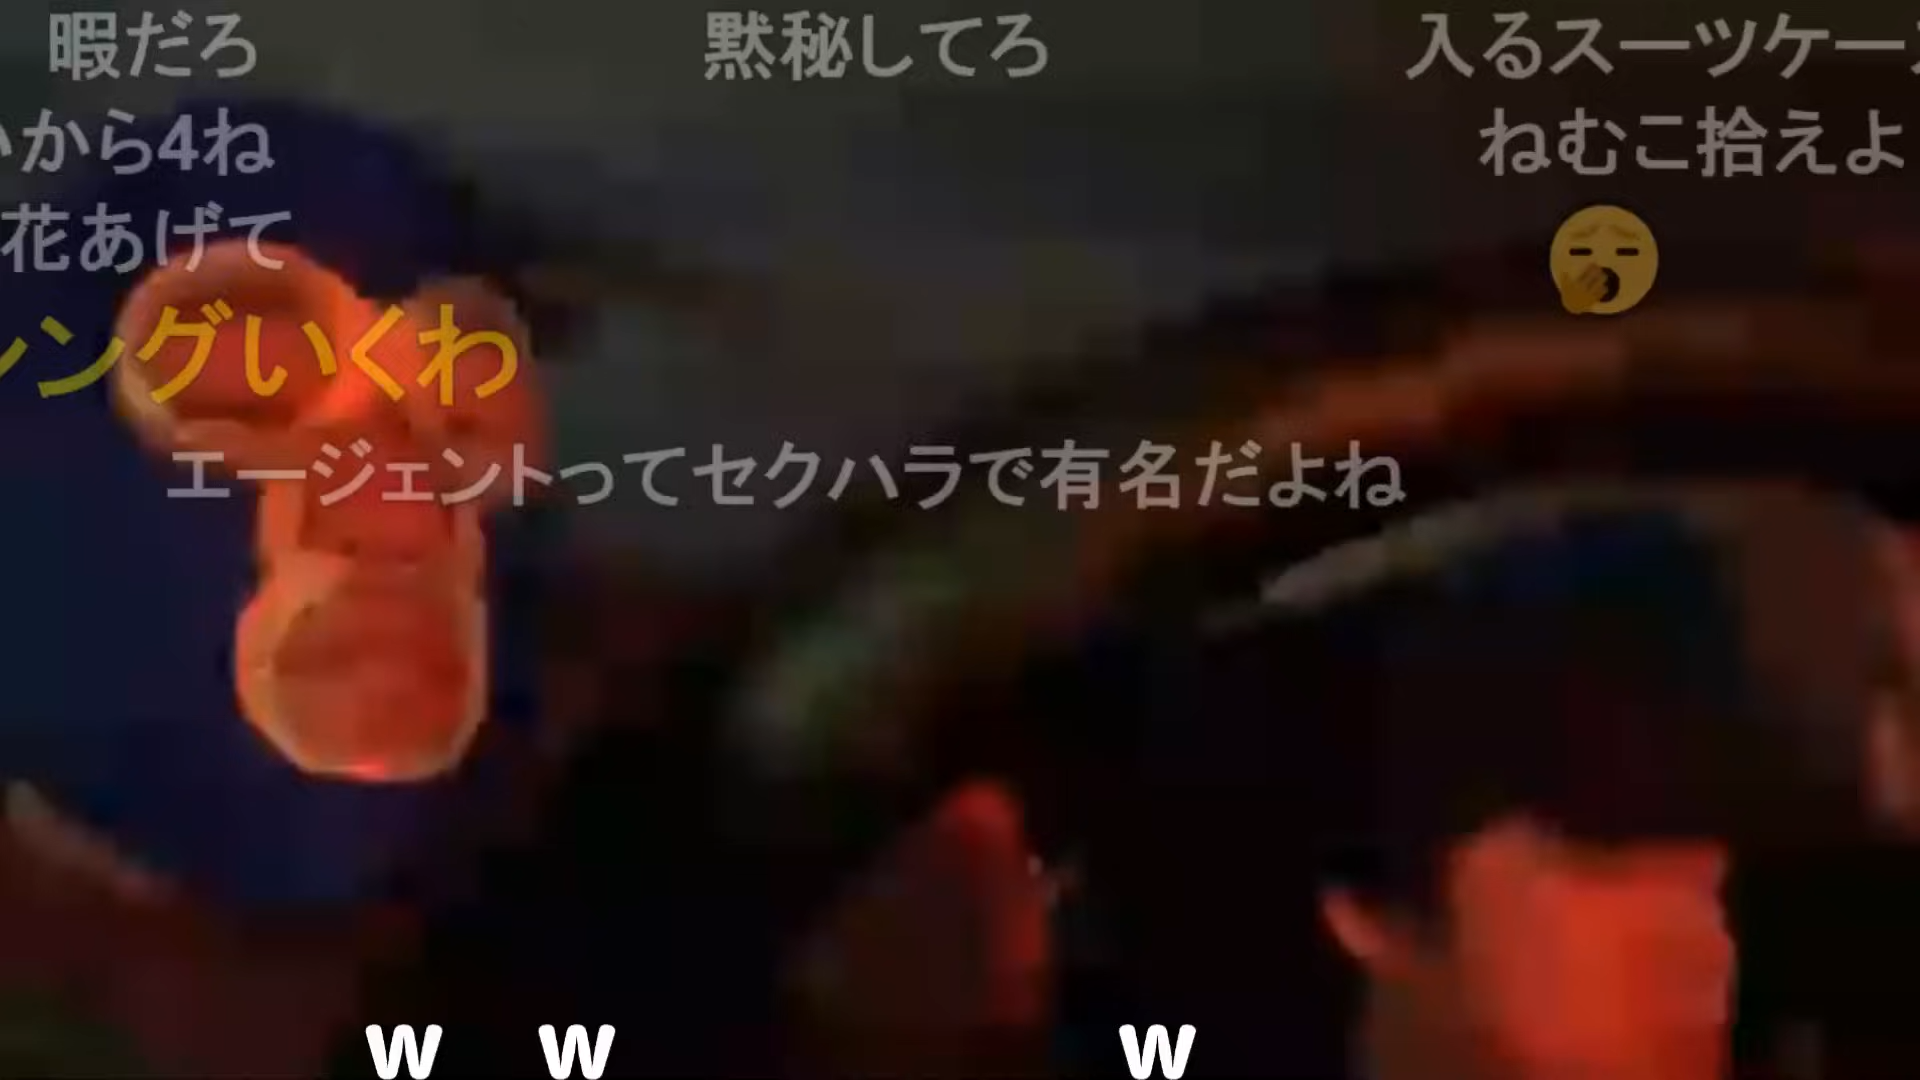 暇だろ
黙秘してろ
入るスーツケース
いから4ね
ねむこ拾えよ
花あげて
ングいくわ
エージェントってセクハラで有名だよね
w w w